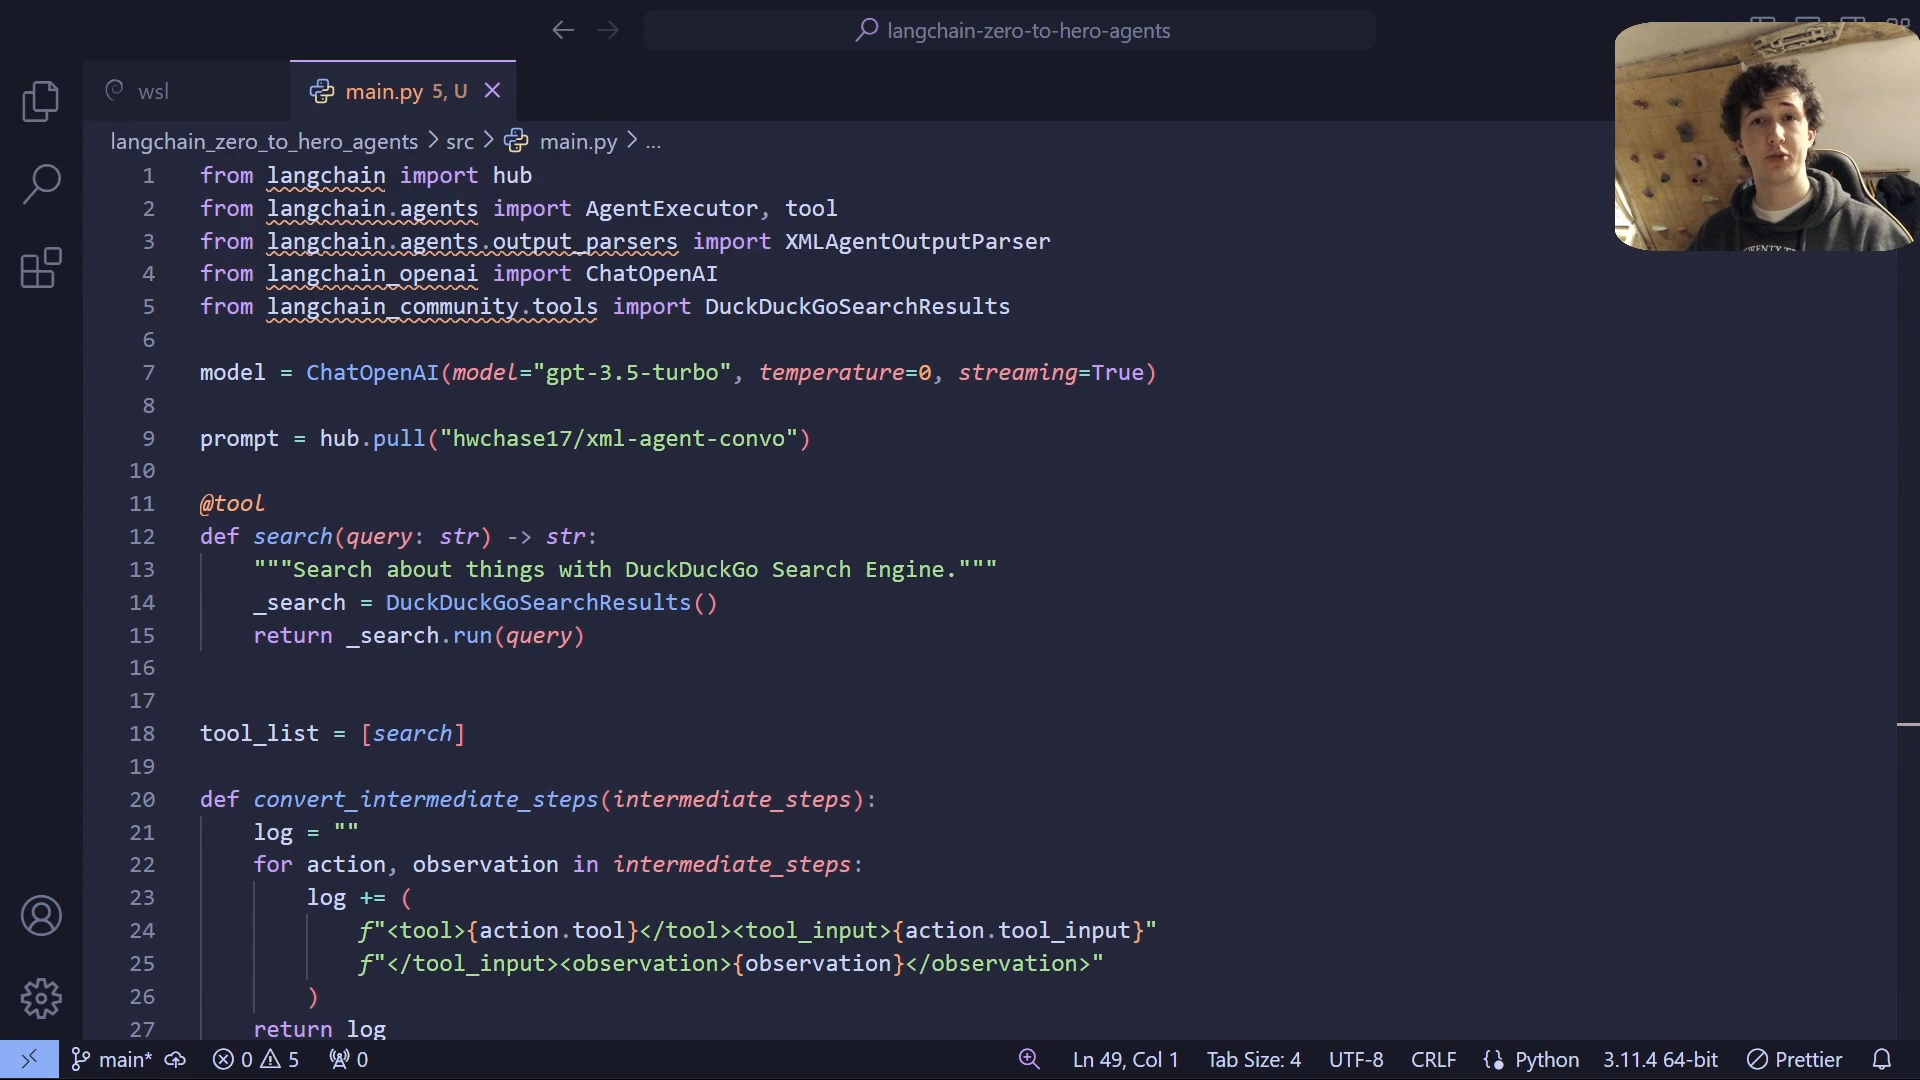 langchain-zero-to-hero-agents
wsl
main.py 5, U
langchain_zero_to_hero_agents > src > main.py > ...
1 from langchain import hub
2 from langchain.agents import AgentExecutor, tool
3 from langchain.agents.output_parsers import XMLAgentOutputParser
4 from langchain_openai import ChatOpenAI
5 from langchain_community.tools import DuckDuckGoSearchResults
6
7 model = ChatOpenAI(model="gpt-3.5-turbo", temperature=0, streaming=True)
8
9 prompt = hub.pull("hwchase17/xml-agent-convo")
10
11 @tool
12 def search(query: str) -> str:
13     """Search about things with DuckDuckGo Search Engine."""
14     _search = DuckDuckGoSearchResults()
15     return _search.run(query)
16
17
18 tool_list = [search]
19
20 def convert_intermediate_steps(intermediate_steps):
21     log = ""
22     for action, observation in intermediate_steps:
23         log += (
24             f"<tool>{action.tool}</tool><tool_input>{action.tool_input}"
25             f"</tool_input><observation>{observation}</observation>"
26         )
27     return log
main* 0 5 0 Ln 49, Col 1 Tab Size: 4 UTF-8 CRLF Python 3.11.4 64-bit Prettier